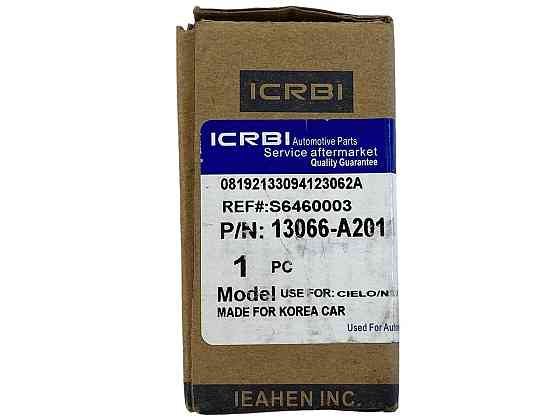 ICRBI
ICRBI Automotive Parts
Service aftermarket
Quality Guarantee
08192133094123062A
REF#:S6460003
P/N: 13066-A201
1 PC
Model USE FOR: CIELO/N
MADE FOR KOREA CAR
Used For Auto
IEAHEN INC.